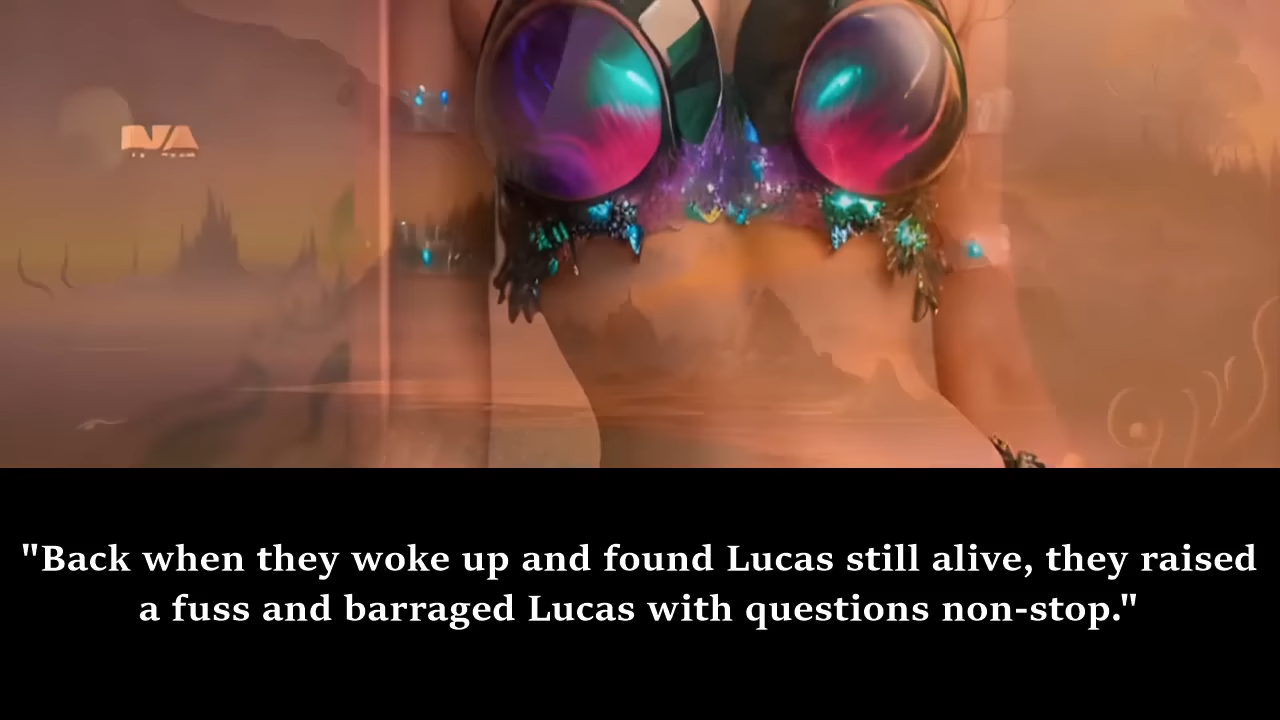 "Back when they woke up and found Lucas still alive, they raised
a fuss and barraged Lucas with questions non-stop."